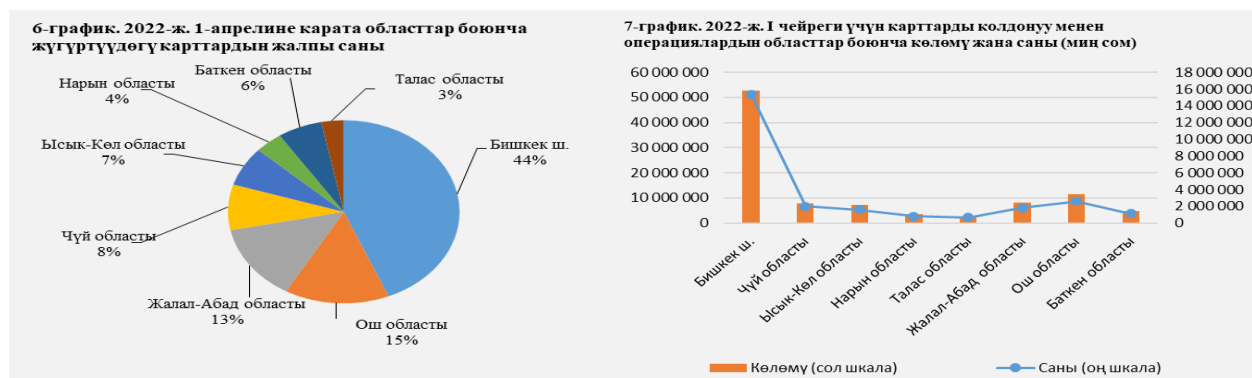 6-график. 2022-ж. 1-апрелине карата областтар боюнча
жүгүртүүдөгү карттардын жалпы саны
Баткен областы
6%
Талас областы
3%
Нарын областы
4%
Ысык-Көл областы
7%
Бишкек ш.
44%
Чүй областы
8%
Жалал-Абад областы
13%
Ош областы
15%
7-график. 2022-ж. I чейреги үчүн карттарды колдонуу менен
операциялардын областтар боюнча көлөмү жана саны (миң сом)
60 000 000
50 000 000
40 000 000
30 000 000
20 000 000
10 000 000
0
18 000 000
16 000 000
14 000 000
12 000 000
10 000 000
8 000 000
6 000 000
4 000 000
2 000 000
0
Бишкек ш.
Чүй областы
Ысык-Көл областы
Нарын областы
Талас областы
Жалал-Абад областы
Ош областы
Баткен областы
Көлөмү (сол шкала)
Саны (оң шкала)